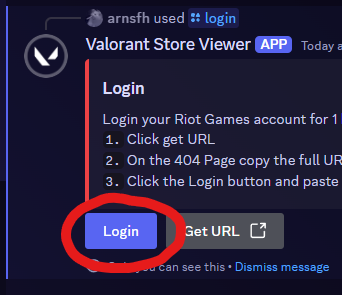 arnsfh used login
Valorant Store Viewer APP Today a
Login
Login your Riot Games account for 1
1. Click get URL
2. On the 404 Page copy the full UR
3. Click the Login button and paste
Login Get URL
you can see this • Dismiss message